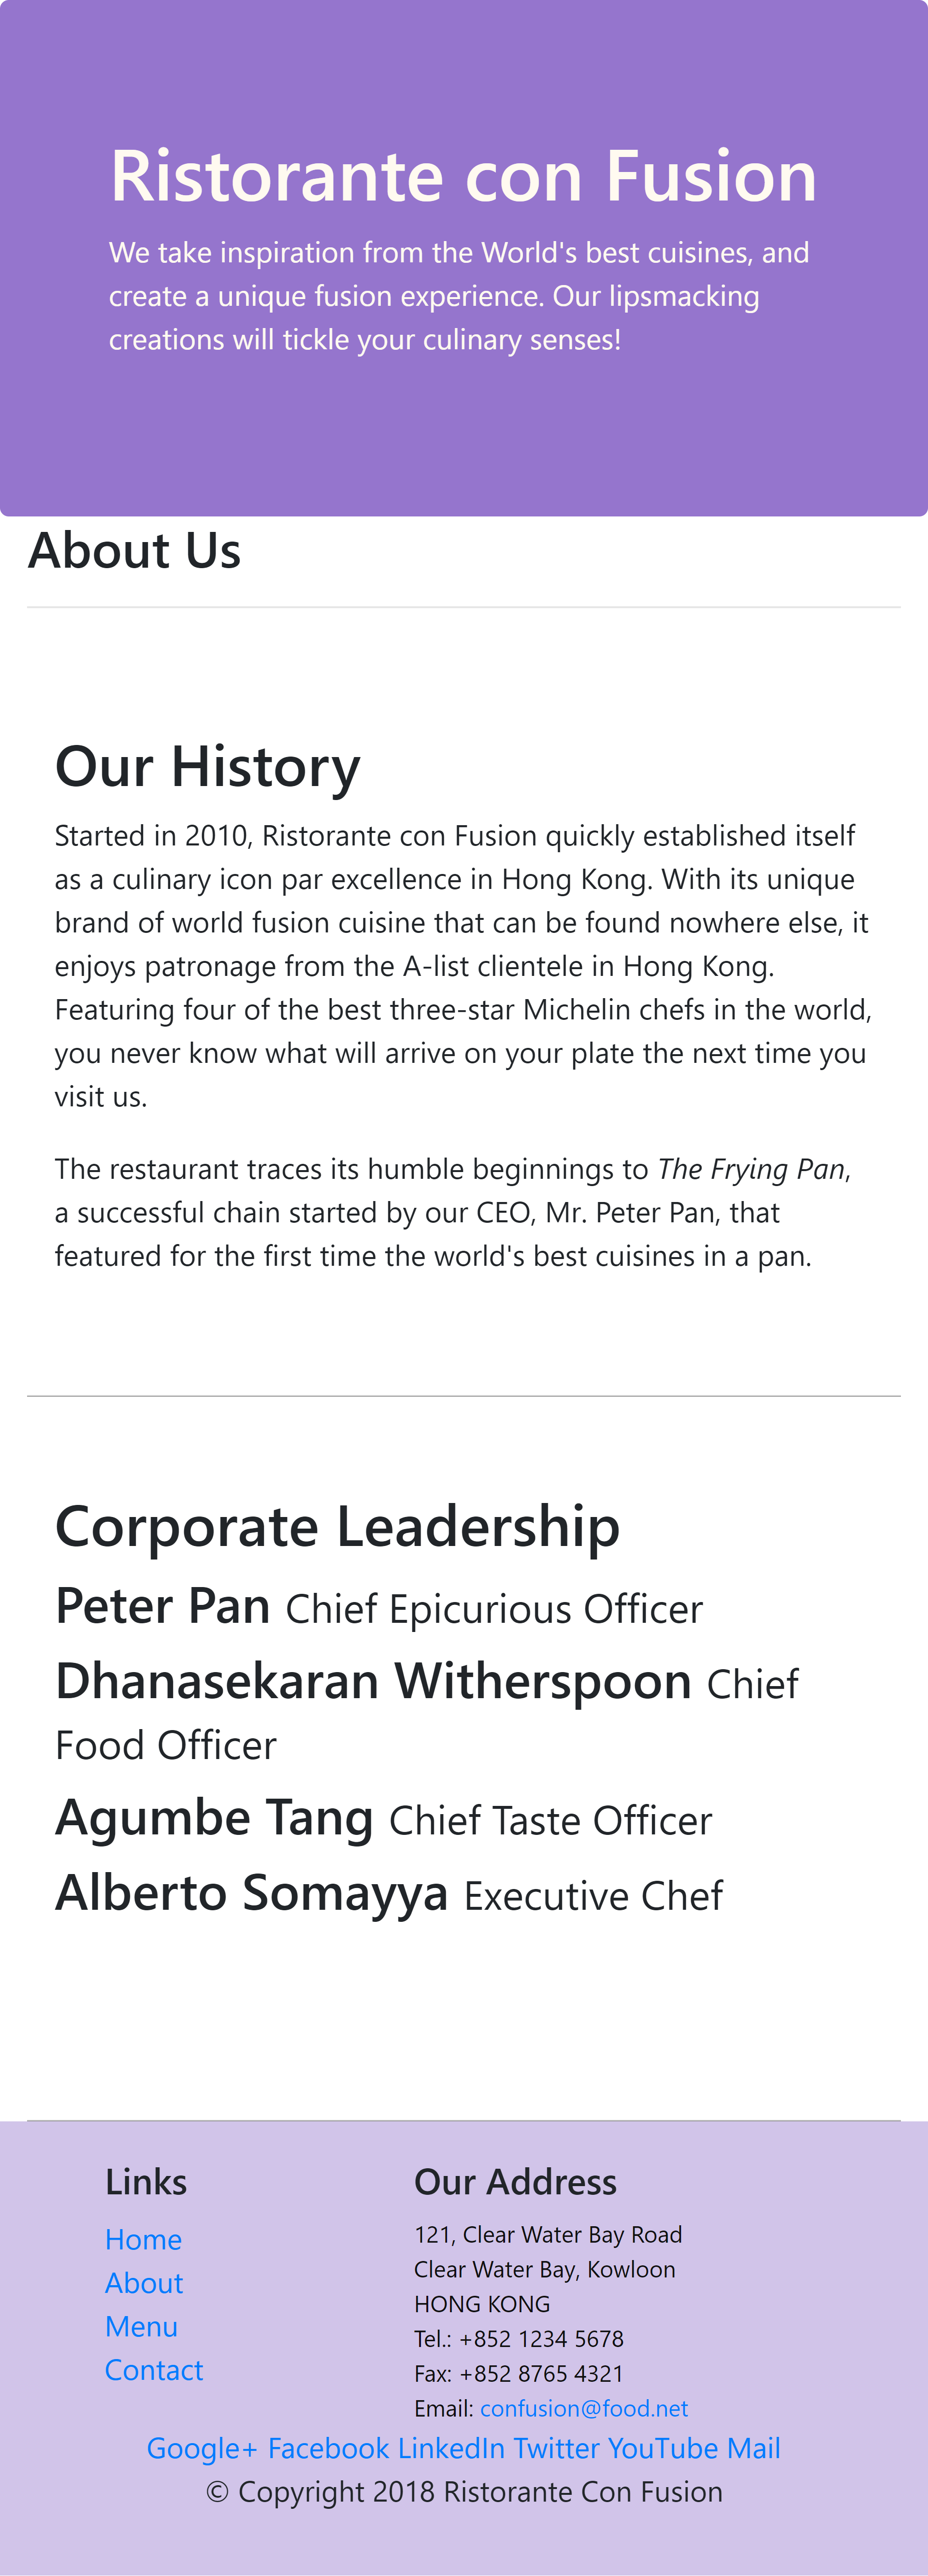 Ristorante con Fusion
We take inspiration from the World's best cuisines, and
create a unique fusion experience. Our lipsmacking
creations will tickle your culinary senses!
About Us
Our History
Started in 2010, Ristorante con Fusion quickly established itself
as a culinary icon par excellence in Hong Kong. With its unique
brand of world fusion cuisine that can be found nowhere else, it
enjoys patronage from the A-list clientele in Hong Kong.
Featuring four of the best three-star Michelin chefs in the world,
you never know what will arrive on your plate the next time you
visit us.
The restaurant traces its humble beginnings to The Frying Pan,
a successful chain started by our CEO, Mr. Peter Pan, that
featured for the first time the world's best cuisines in a pan.
Corporate Leadership
Peter Pan Chief Epicurious Officer
Dhanasekaran Witherspoon Chief
Food Officer
Agumbe Tang Chief Taste Officer
Alberto Somayya Executive Chef
Links
Home
About
Menu
Contact
Our Address
121, Clear Water Bay Road
Clear Water Bay, Kowloon
HONG KONG
Tel.: +852 1234 5678
Fax: +852 8765 4321
Email: confusion@food.net
Google+ Facebook LinkedIn Twitter YouTube Mail
© Copyright 2018 Ristorante Con Fusion